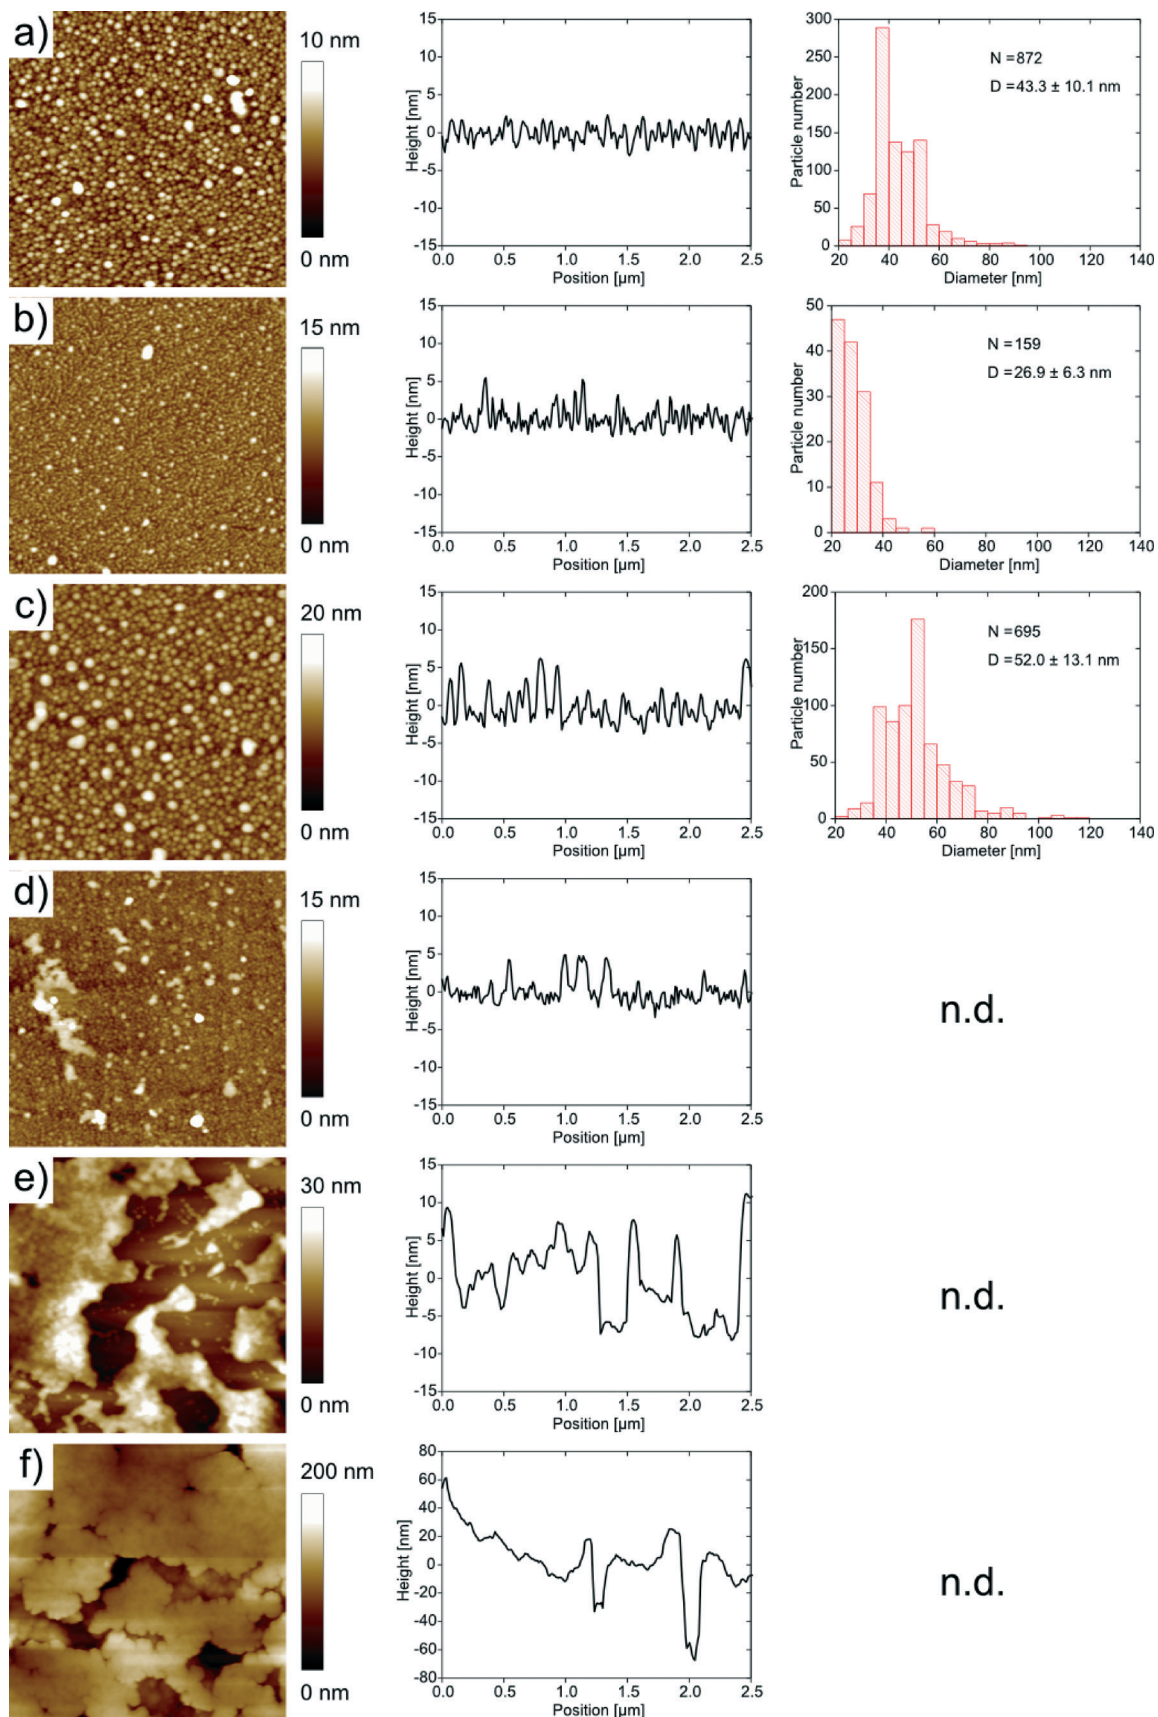 a)
10 nm
0 nm
15
10
5
0
-5
-10
-15
Height [nm]
0.0 0.5 1.0 1.5 2.0 2.5
Position [µm]
300
250
200
150
100
50
0
Particle number
N = 872
D = 43.3 ± 10.1 nm
20 40 60 80 100 120 140
Diameter [nm]
b)
15 nm
0 nm
15
10
5
0
-5
-10
-15
Height [nm]
0.0 0.5 1.0 1.5 2.0 2.5
Position [µm]
50
40
30
20
10
0
Particle number
N = 159
D = 26.9 ± 6.3 nm
20 40 60 80 100 120 140
Diameter [nm]
c)
20 nm
0 nm
15
10
5
0
-5
-10
-15
Height [nm]
0.0 0.5 1.0 1.5 2.0 2.5
Position [µm]
200
150
100
50
0
Particle number
N = 695
D = 52.0 ± 13.1 nm
20 40 60 80 100 120 140
Diameter [nm]
d)
15 nm
0 nm
15
10
5
0
-5
-10
-15
Height [nm]
0.0 0.5 1.0 1.5 2.0 2.5
Position [µm]
n.d.
e)
30 nm
0 nm
15
10
5
0
-5
-10
-15
Height [nm]
0.0 0.5 1.0 1.5 2.0 2.5
Position [µm]
n.d.
f)
200 nm
0 nm
80
60
40
20
0
-20
-40
-60
-80
Height [nm]
0.0 0.5 1.0 1.5 2.0 2.5
Position [µm]
n.d.